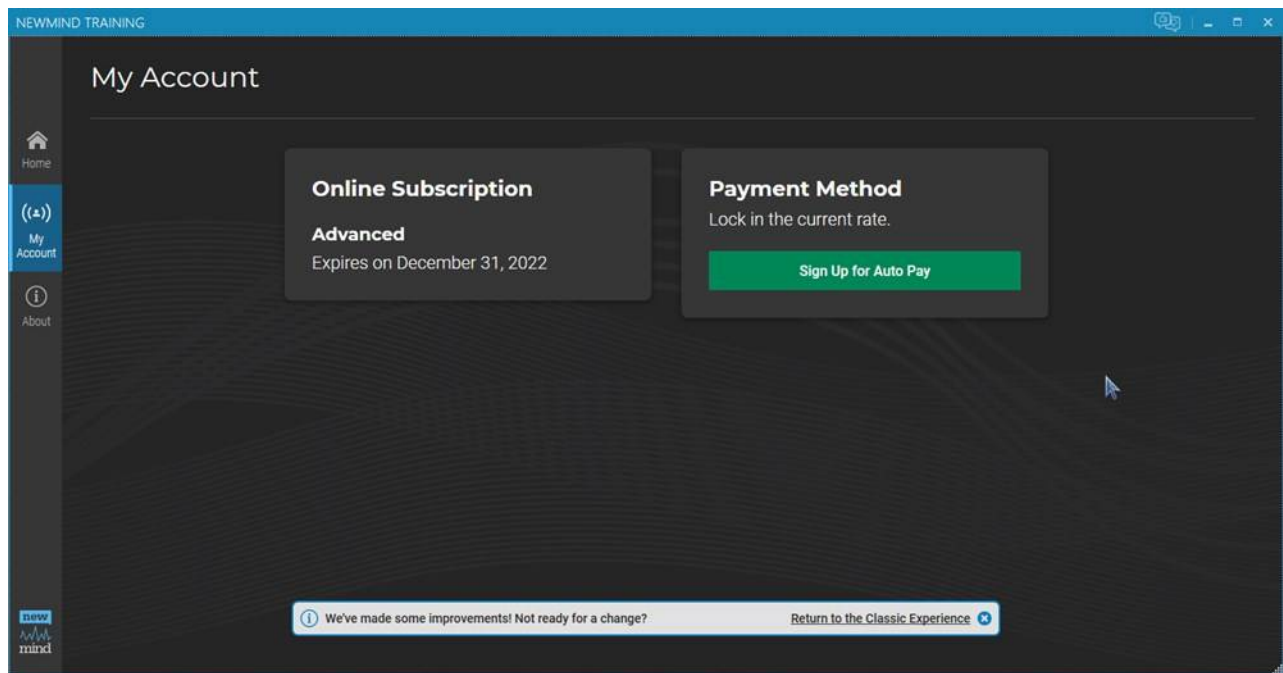 NEWMIND TRAINING
My Account
Home
My
Account
About
Online Subscription
Advanced
Expires on December 31, 2022
Payment Method
Lock in the current rate.
Sign Up for Auto Pay
We've made some improvements! Not ready for a change?
Return to the Classic Experience
new
mind